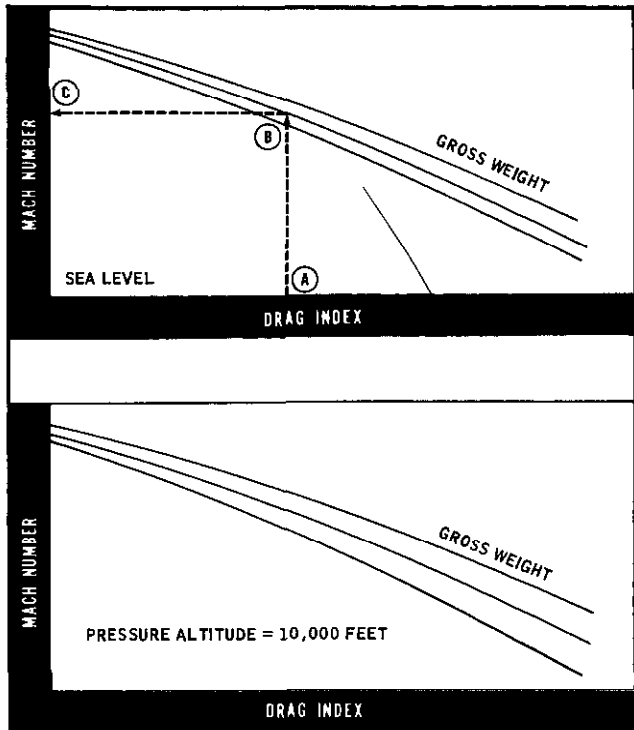 MACH NUMBER
C
B
GROSS WEIGHT
SEA LEVEL
A
DRAG INDEX
MACH NUMBER
GROSS WEIGHT
PRESSURE ALTITUDE = 10,000 FEET
DRAG INDEX